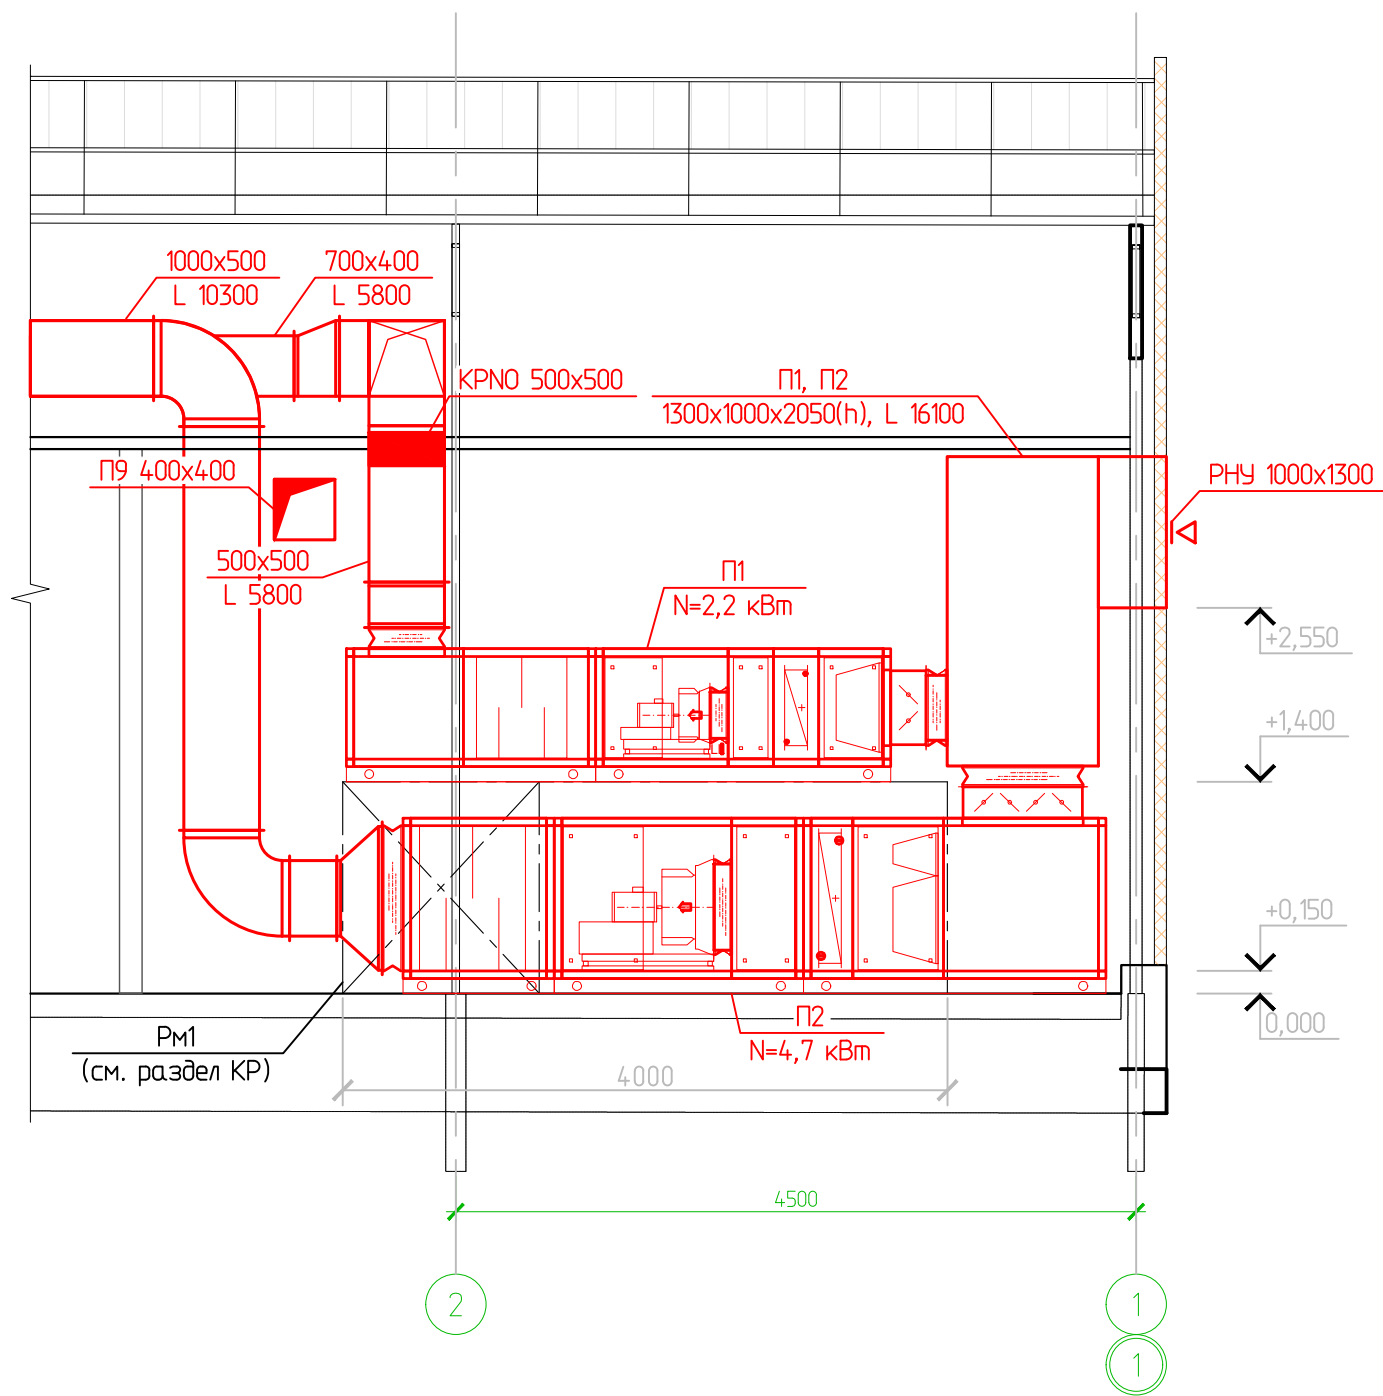 1000x500
L 10300
700x400
L 5800
KPNO 500x500
П1, П2
1300x1000x2050(h), L 16100
П9 400x400
РНУ 1000x1300
500x500
L 5800
П1
N=2,2 кВт
+2,550
+1,400
+0,150
0,000
П2
N=4,7 кВт
Рм1
(см. раздел КР)
4000
4500
2
1
1